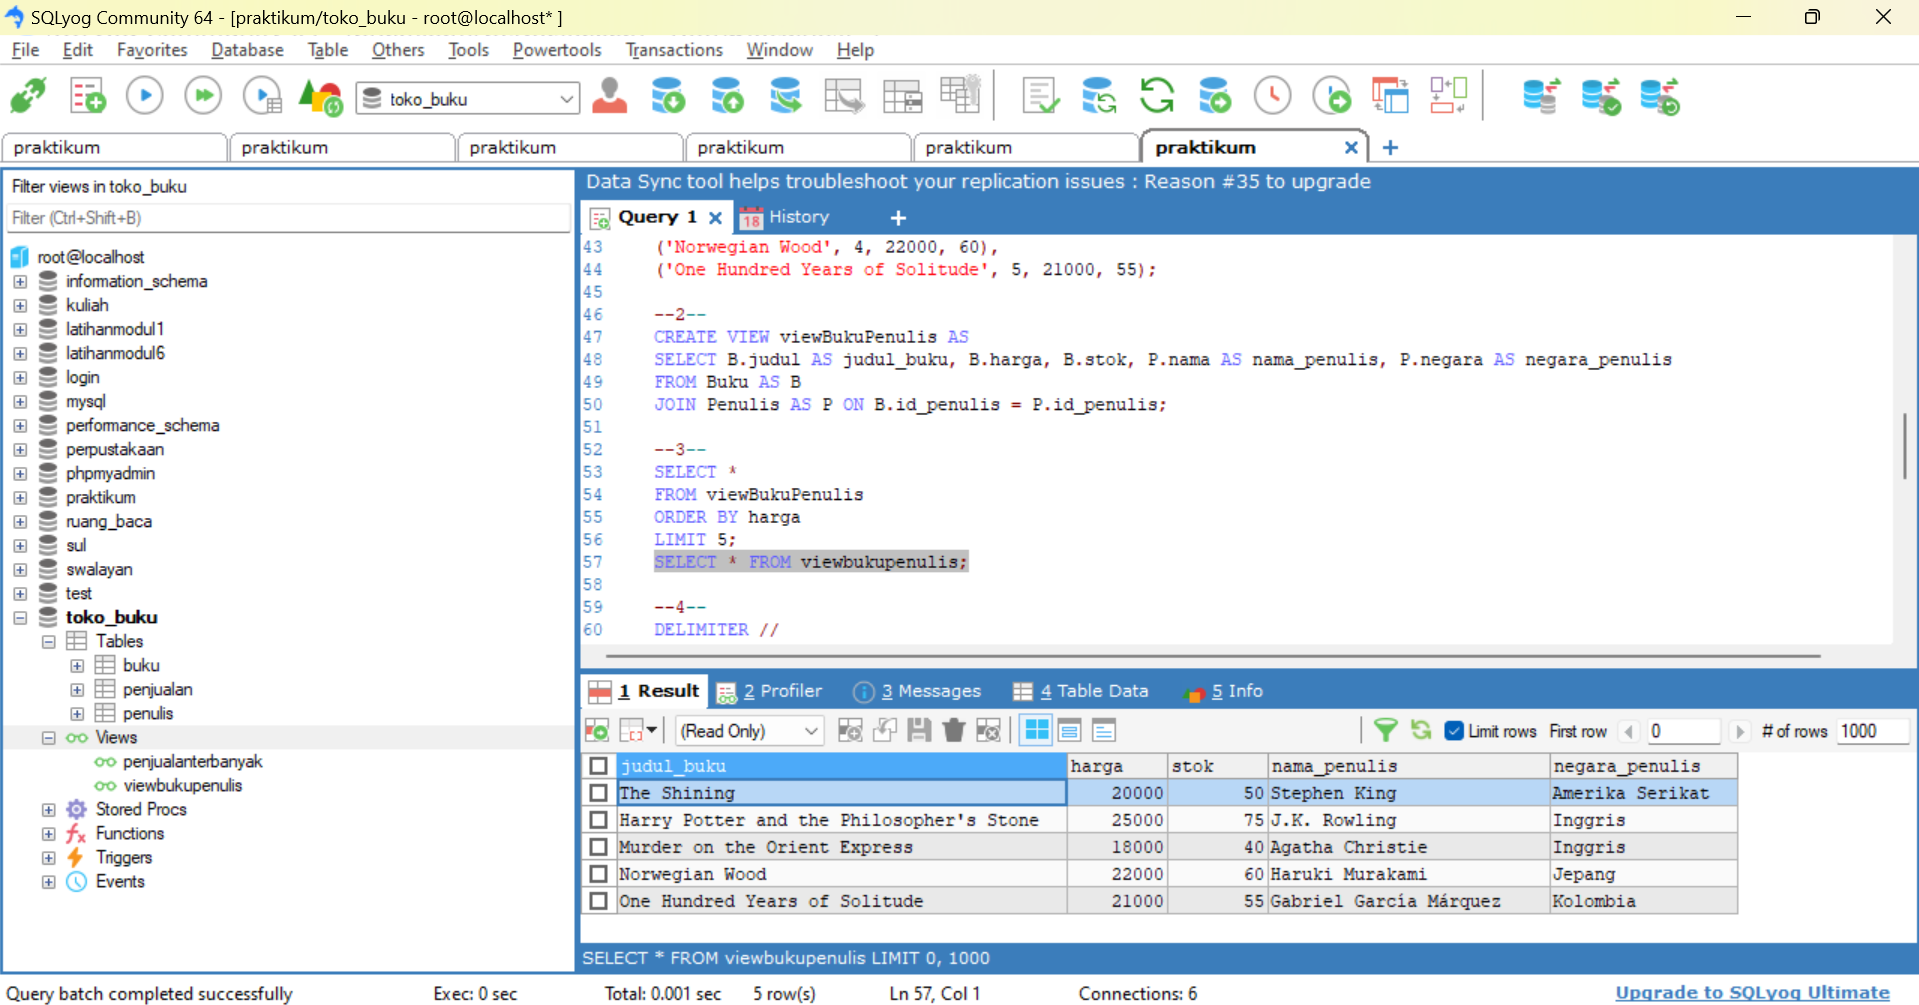 SQLyog Community 64 - [praktikum/toko_buku - root@localhost* ]
File Edit Favorites Database Table Others Tools Powertools Transactions Window Help
toko_buku
praktikum praktikum praktikum praktikum praktikum praktikum
Filter views in toko_buku
Filter (Ctrl+Shift+B)
root@localhost
information_schema
kuliah
latihanmodul1
latihanmodul6
login
mysql
performance_schema
perpustakaan
phpmyadmin
praktikum
ruang_baca
sul
swalayan
test
toko_buku
Tables
buku
penjualan
penulis
Views
penjualanterbanyak
viewbukupenulis
Stored Procs
Functions
Triggers
Events
Data Sync tool helps troubleshoot your replication issues : Reason #35 to upgrade
Query 1 18 History
43 ('Norwegian Wood', 4, 22000, 60),
44 ('One Hundred Years of Solitude', 5, 21000, 55);
45
46 --2--
47 CREATE VIEW viewBukuPenulis AS
48 SELECT B.judul AS judul_buku, B.harga, B.stok, P.nama AS nama_penulis, P.negara AS negara_penulis
49 FROM Buku AS B
50 JOIN Penulis AS P ON B.id_penulis = P.id_penulis;
51
52 --3--
53 SELECT *
54 FROM viewBukuPenulis
55 ORDER BY harga
56 LIMIT 5;
57 SELECT * FROM viewbukupenulis;
58
59 --4--
60 DELIMITER //
1 Result 2 Profiler 3 Messages 4 Table Data 5 Info
(Read Only) Limit rows First row 0 # of rows 1000
judul_buku harga stok nama_penulis negara_penulis
The Shining 20000 50 Stephen King Amerika Serikat
Harry Potter and the Philosopher's Stone 25000 75 J.K. Rowling Inggris
Murder on the Orient Express 18000 40 Agatha Christie Inggris
Norwegian Wood 22000 60 Haruki Murakami Jepang
One Hundred Years of Solitude 21000 55 Gabriel García Márquez Kolombia
SELECT * FROM viewbukupenulis LIMIT 0, 1000
Query batch completed successfully Exec: 0 sec Total: 0.001 sec 5 row(s) Ln 57, Col 1 Connections: 6 Upgrade to SQLyog Ultimate